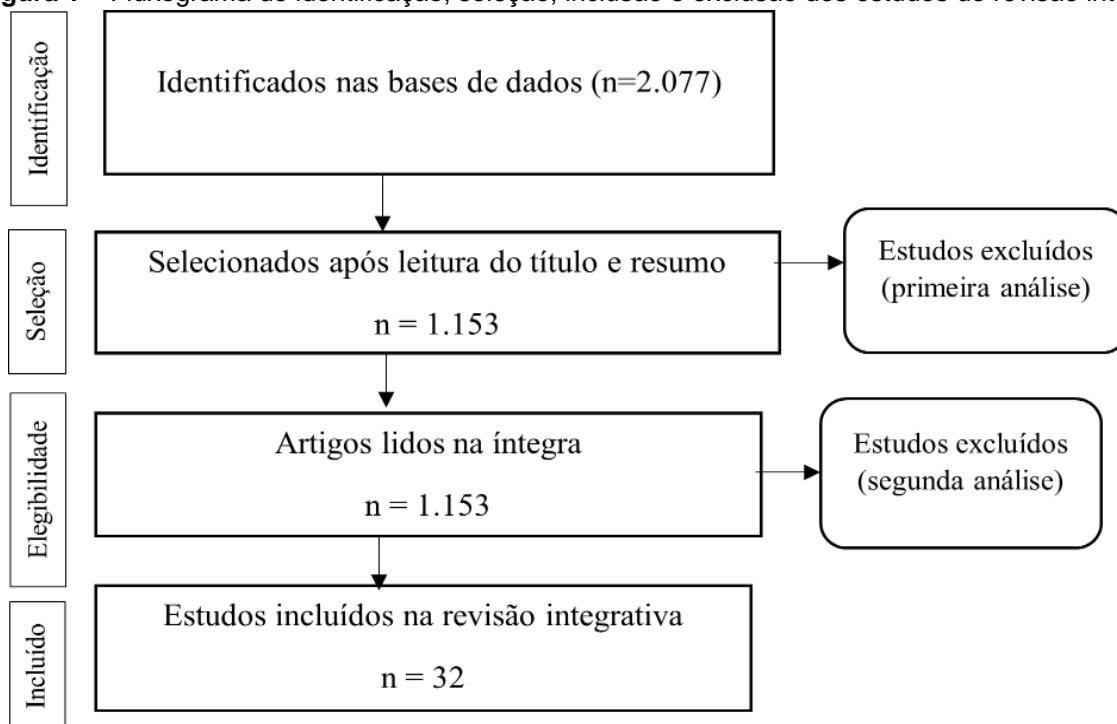 Identificação
Identificados nas bases de dados (n=2.077)
Seleção
Selecionados após leitura do título e resumo
n = 1.153
Estudos excluídos
(primeira análise)
Elegibilidade
Artigos lidos na íntegra
n = 1.153
Estudos excluídos
(segunda análise)
Incluído
Estudos incluídos na revisão integrativa
n = 32